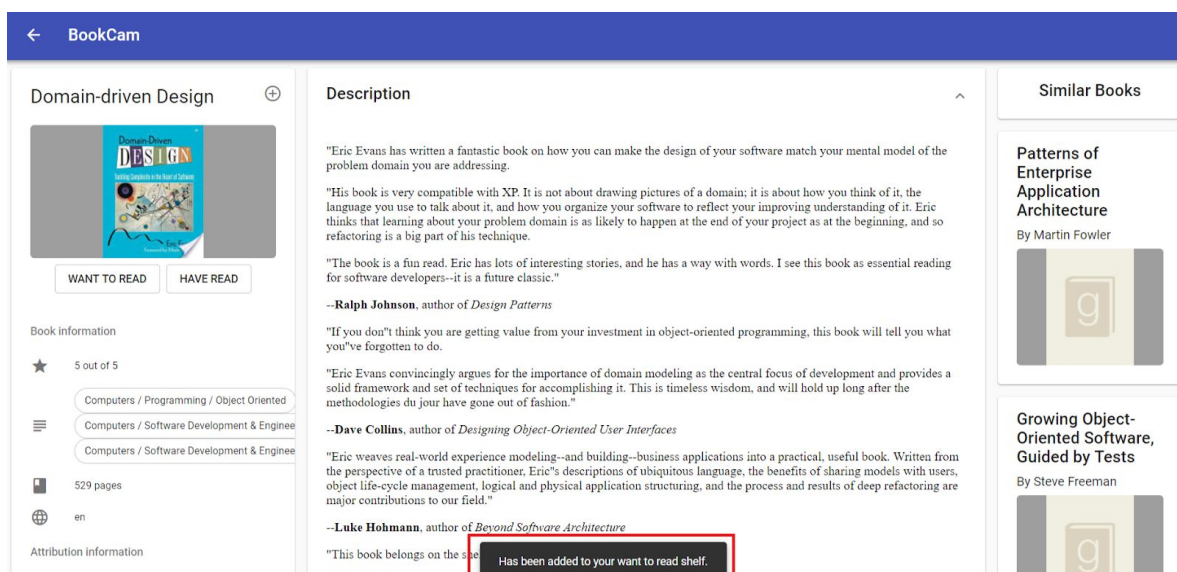 BookCam
Domain-driven Design
Domain-Driven
DESIGN
Tackling Complexity in the Heart of Software
WANT TO READ
HAVE READ
Book information
5 out of 5
Computers / Programming / Object Oriented
Computers / Software Development & Enginee
Computers / Software Development & Enginee
529 pages
en
Attribution information
Description
"Eric Evans has written a fantastic book on how you can make the design of your software match your mental model of the
problem domain you are addressing.
"His book is very compatible with XP. It is not about drawing pictures of a domain; it is about how you think of it, the
language you use to talk about it, and how you organize your software to reflect your improving understanding of it. Eric
thinks that learning about your problem domain is as likely to happen at the end of your project as at the beginning, and so
refactoring is a big part of his technique.
"The book is a fun read. Eric has lots of interesting stories, and he has a way with words. I see this book as essential reading
for software developers--it is a future classic."
--Ralph Johnson, author of Design Patterns
"If you don"t think you are getting value from your investment in object-oriented programming, this book will tell you what
you"ve forgotten to do.
"Eric Evans convincingly argues for the importance of domain modeling as the central focus of development and provides a
solid framework and set of techniques for accomplishing it. This is timeless wisdom, and will hold up long after the
methodologies du jour have gone out of fashion."
--Dave Collins, author of Designing Object-Oriented User Interfaces
"Eric weaves real-world experience modeling--and building--business applications into a practical, useful book. Written from
the perspective of a trusted practitioner, Eric"s descriptions of ubiquitous language, the benefits of sharing models with users,
object life-cycle management, logical and physical application structuring, and the process and results of deep refactoring are
major contributions to our field."
--Luke Hohmann, author of Beyond Software Architecture
"This book belongs on the
Has been added to your want to read shelf.
Similar Books
Patterns of
Enterprise
Application
Architecture
By Martin Fowler
g
Growing Object-
Oriented Software,
Guided by Tests
By Steve Freeman
g